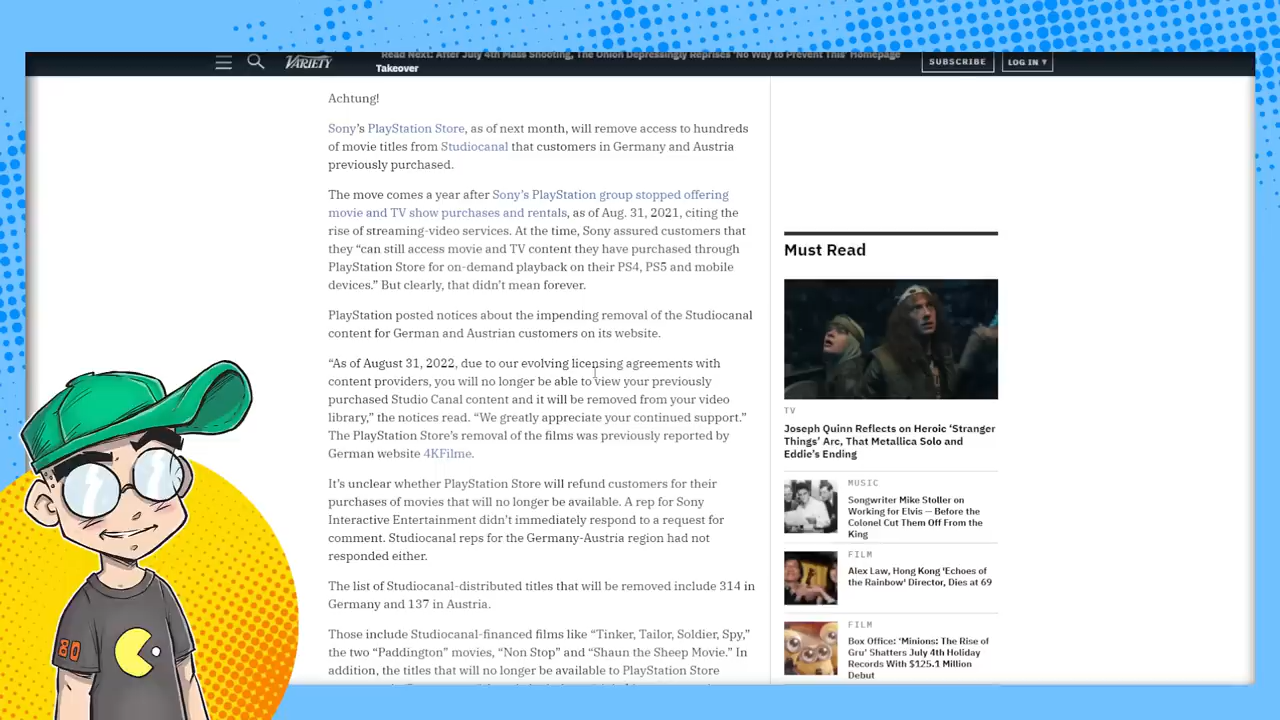 Read Next: After July 4th Mass Shooting, The Onion Depressingly Reprises 'No Way to Prevent This' Homepage
Takeover
VARIETY
SUBSCRIBE
LOG IN ▾
Achtung!
Sony's PlayStation Store, as of next month, will remove access to hundreds
of movie titles from Studiocanal that customers in Germany and Austria
previously purchased.
The move comes a year after Sony's PlayStation group stopped offering
movie and TV show purchases and rentals, as of Aug. 31, 2021, citing the
rise of streaming-video services. At the time, Sony assured customers that
they “can still access movie and TV content they have purchased through
PlayStation Store for on-demand playback on their PS4, PS5 and mobile
devices.” But clearly, that didn't mean forever.
PlayStation posted notices about the impending removal of the Studiocanal
content for German and Austrian customers on its website.
“As of August 31, 2022, due to our evolving licensing agreements with
content providers, you will no longer be able to view your previously
purchased Studio Canal content and it will be removed from your video
library,” the notices read. “We greatly appreciate your continued support.”
The PlayStation Store's removal of the films was previously reported by
German website 4KFilme.
It's unclear whether PlayStation Store will refund customers for their
purchases of movies that will no longer be available. A rep for Sony
Interactive Entertainment didn't immediately respond to a request for
comment. Studiocanal reps for the Germany-Austria region had not
responded either.
The list of Studiocanal-distributed titles that will be removed include 314 in
Germany and 137 in Austria.
Those include Studiocanal-financed films like “Tinker, Tailor, Soldier, Spy,”
the two “Paddington” movies, “Non Stop” and “Shaun the Sheep Movie.” In
addition, the titles that will no longer be available to PlayStation Store
Must Read
TV
Joseph Quinn Reflects on Heroic ‘Stranger
Things’ Arc, That Metallica Solo and
Eddie's Ending
MUSIC
Songwriter Mike Stoller on
Working for Elvis — Before the
Colonel Cut Them Off From the
King
FILM
Alex Law, Hong Kong 'Echoes of
the Rainbow' Director, Dies at 69
FILM
Box Office: ‘Minions: The Rise of
Gru’ Shatters July 4th Holiday
Records With $125.1 Million
Debut
80